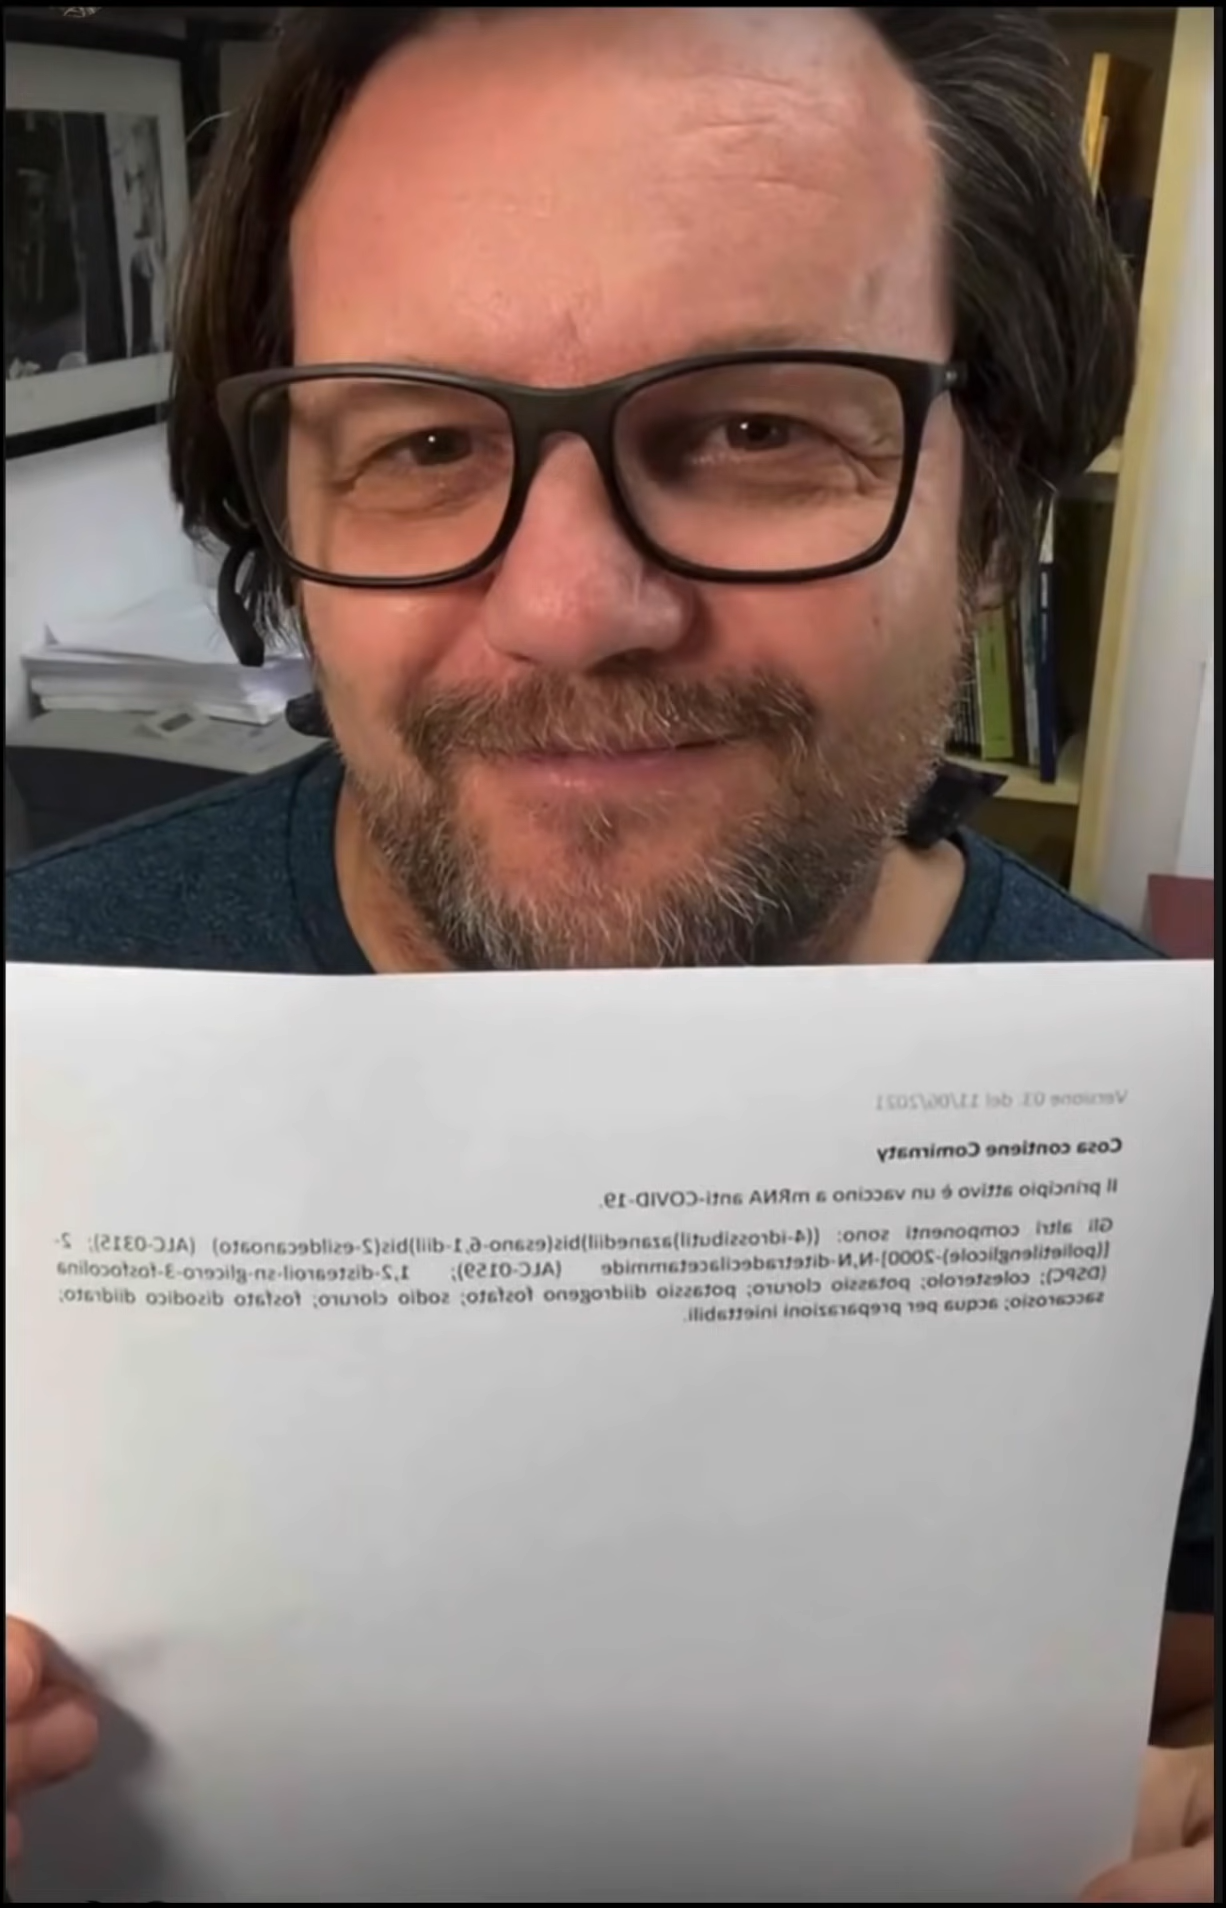 Versione 03. del 11/06/2021
Cosa contiene Comirnaty
Il principio attivo è un vaccino a mRNA anti-COVID-19.
Gli altri componenti sono: ((4-idrossibutil)azanediil)bis(esano-6,1-diil)bis(2-esildecanoato) (ALC-0315); 2-
[(polietilenglicole)-2000]-N,N-ditetradecilacetammide (ALC-0159); 1,2-distearoil-sn-glicero-3-fosfocolina
(DSPC); colesterolo; potassio cloruro; potassio diidrogeno fosfato; sodio cloruro; fosfato disodico diidrato;
saccarosio; acqua per preparazioni iniettabili.